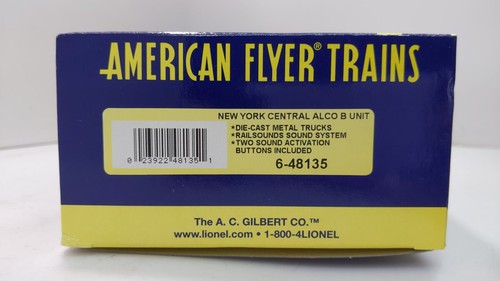 AMERICAN FLYER® TRAINS
NEW YORK CENTRAL ALCO B UNIT
*DIE-CAST METAL TRUCKS
*RAILSOUNDS SOUND SYSTEM
*TWO SOUND ACTIVATION
BUTTONS INCLUDED
0 23922 48135 1
6-48135
The A. C. GILBERT CO.™
www.lionel.com • 1-800-4LIONEL